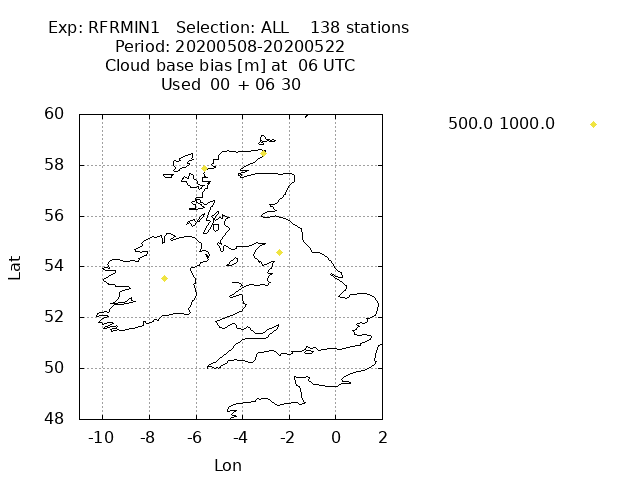 Exp: RFRMIN1   Selection: ALL    138 stations
Period: 20200508-20200522
Cloud base bias [m] at  06 UTC
Used  00  + 06 30
500.0 1000.0
60
58
56
54
52
50
48
Lat
-10 -8 -6 -4 -2 0 2
Lon